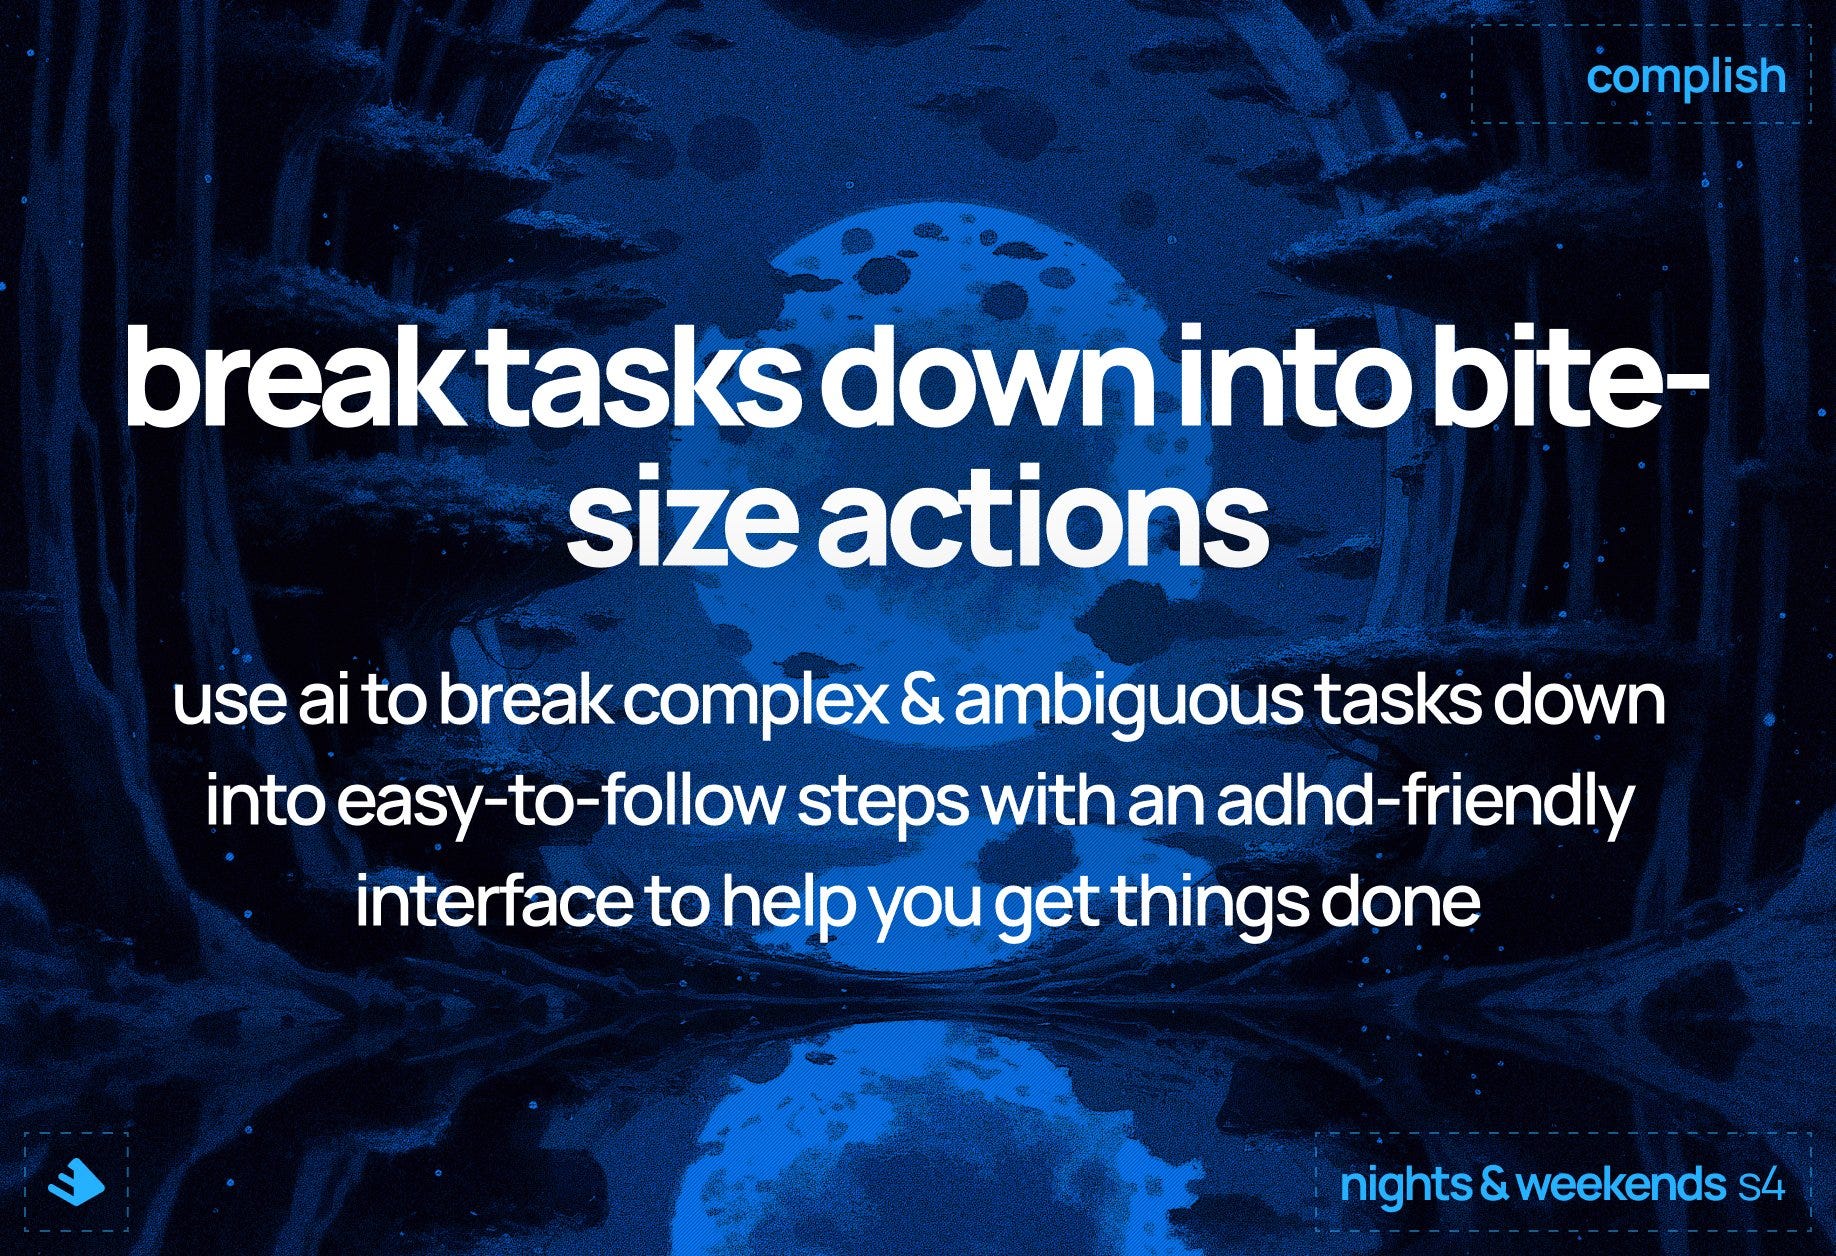 complish
break tasks down into bite-
size actions
use ai to break complex & ambiguous tasks down
into easy-to-follow steps with an adhd-friendly
interface to help you get things done
nights & weekends s4